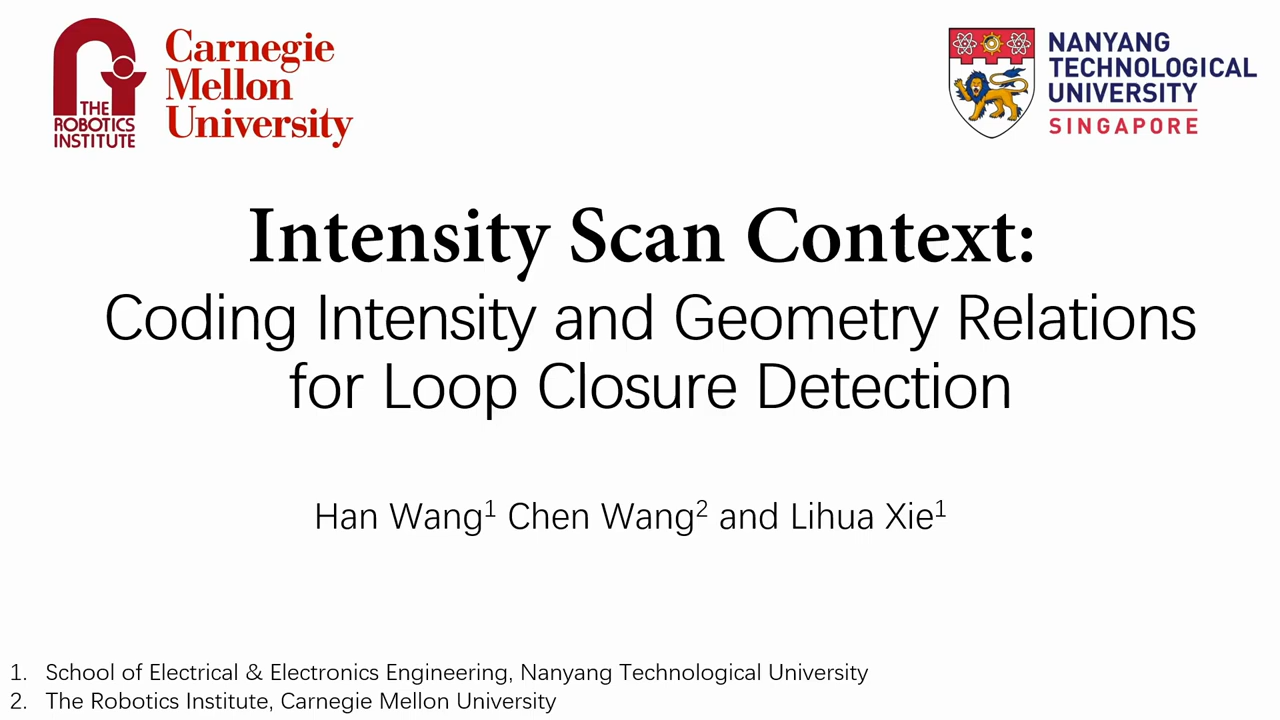 THE
ROBOTICS
INSTITUTE
Carnegie
Mellon
University
NANYANG
TECHNOLOGICAL
UNIVERSITY
SINGAPORE
Intensity Scan Context:
Coding Intensity and Geometry Relations
for Loop Closure Detection
Han Wang¹ Chen Wang² and Lihua Xie¹
1. School of Electrical & Electronics Engineering, Nanyang Technological University
2. The Robotics Institute, Carnegie Mellon University